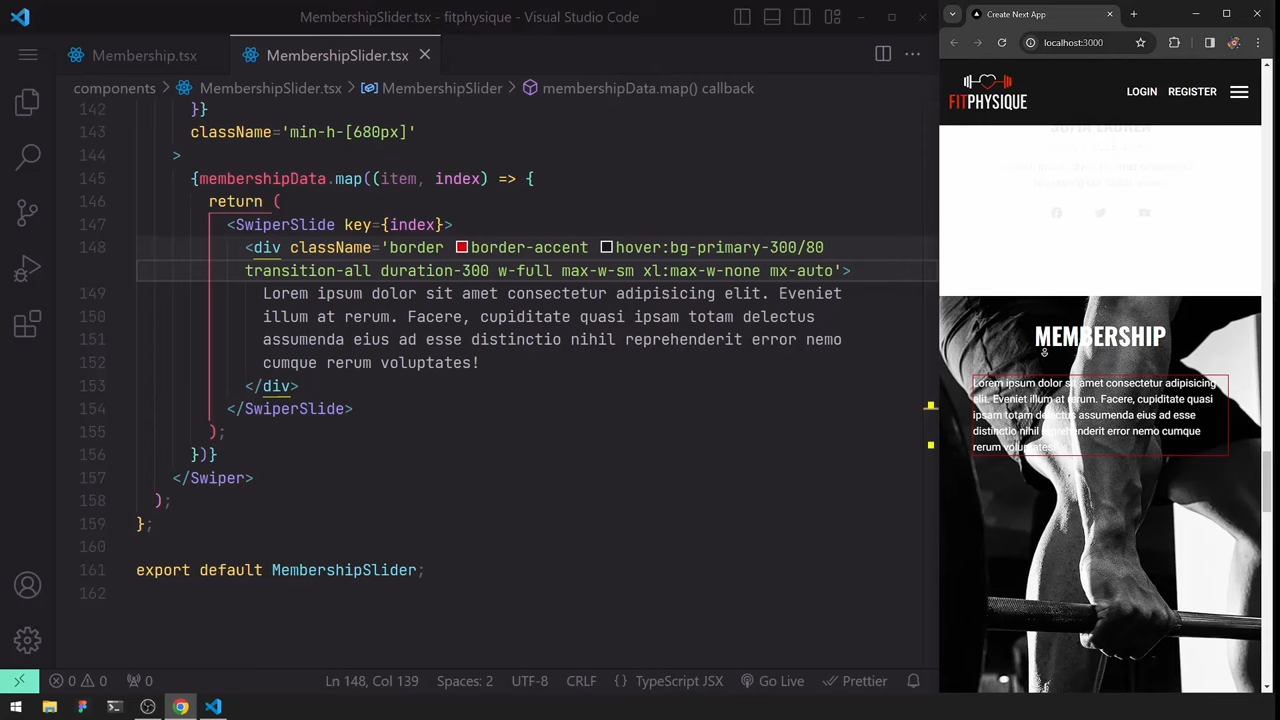 MembershipSlider.tsx - fitphysique - Visual Studio Code
Membership.tsx
MembershipSlider.tsx
components
MembershipSlider.tsx
MembershipSlider
membershipData.map() callback
142 }}
143 className='min-h-[680px]'
144 >
145 {membershipData.map((item, index) => {
146 return (
147 <SwiperSlide key={index}>
148 <div className='border border-accent hover:bg-primary-300/80
transition-all duration-300 w-full max-w-sm xl:max-w-none mx-auto'>
149 Lorem ipsum dolor sit amet consectetur adipisicing elit. Eveniet
150 illum at rerum. Facere, cupiditate quasi ipsam totam delectus
151 assumenda eius ad esse distinctio nihil reprehenderit error nemo
152 cumque rerum voluptates!
153 </div>
154 </SwiperSlide>
155 );
156 })}
157 </Swiper>
158 );
159 };
160
161 export default MembershipSlider;
162
0 0 0
Ln 148, Col 139
Spaces: 2
UTF-8
CRLF
{} TypeScript JSX
Go Live
Prettier
Create Next App
localhost:3000
FITPHYSIQUE
LOGIN
REGISTER
MEMBERSHIP
Lorem ipsum dolor sit amet consectetur adipisicing
elit. Eveniet illum at rerum. Facere, cupiditate quasi
ipsam totam delectus assumenda eius ad esse
distinctio nihil reprehenderit error nemo cumque
rerum voluptates!